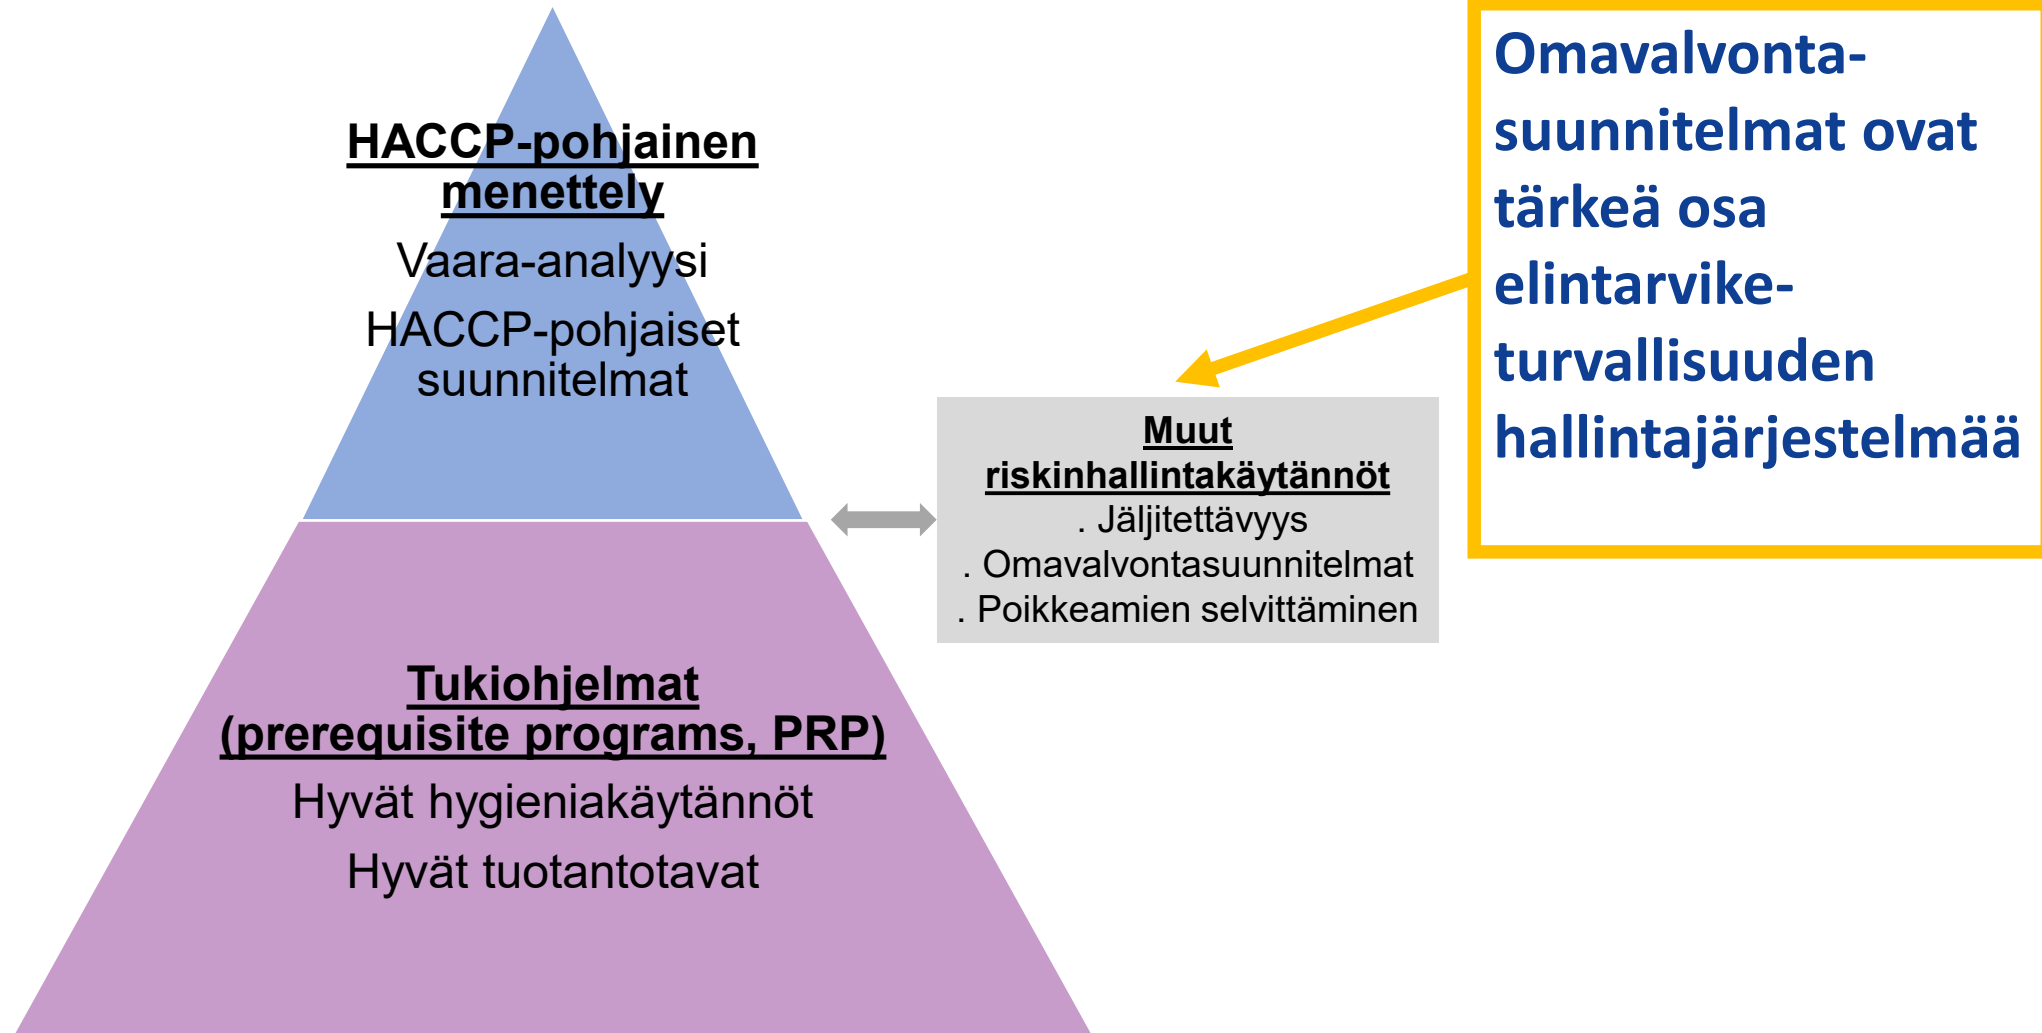 HACCP-pohjainen
menettely
Vaara-analyysi
HACCP-pohjaiset
suunnitelmat
Tukiohjelmat
(prerequisite programs, PRP)
Hyvät hygieniakäytännöt
Hyvät tuotantotavat
Muut
riskinhallintakäytännöt
. Jäljitettävyys
. Omavalvontasuunnitelmat
. Poikkeamien selvittäminen
Omavalvonta-
suunnitelmat ovat
tärkeä osa
elintarvike-
turvallisuuden
hallintajärjestelmää